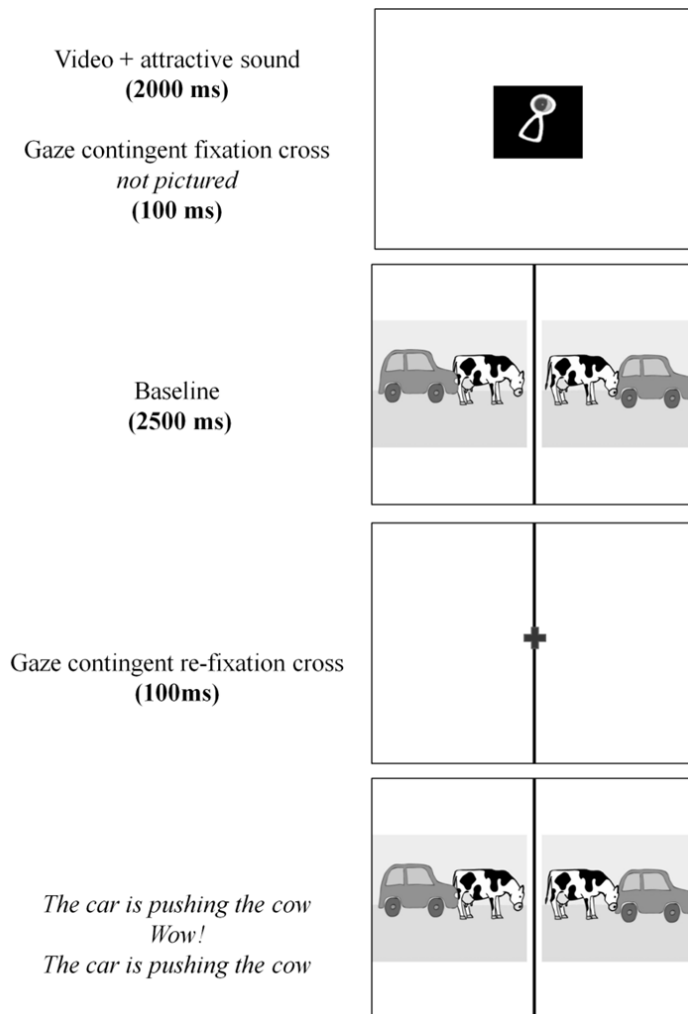 Video + attractive sound
(2000 ms)
Gaze contingent fixation cross
not pictured
(100 ms)
Baseline
(2500 ms)
Gaze contingent re-fixation cross
(100ms)
The car is pushing the cow
Wow!
The car is pushing the cow